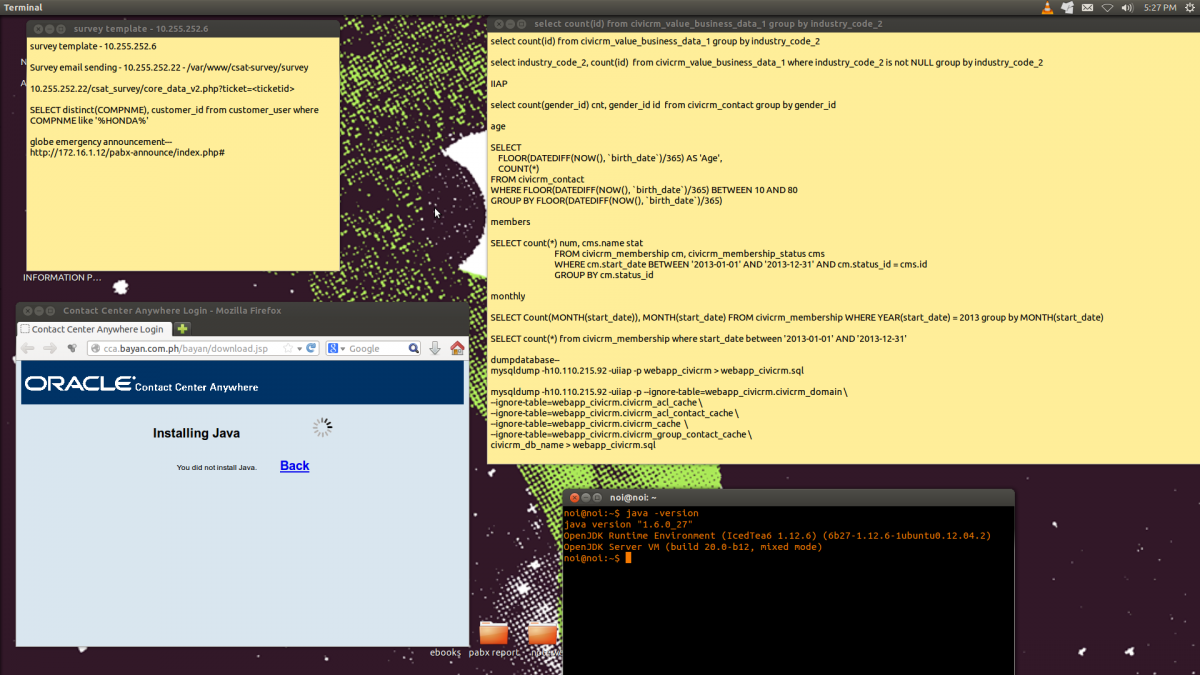 Terminal
5:27 PM
survey template - 10.255.252.6
survey template - 10.255.252.6
Survey email sending - 10.255.252.22 - /var/www/csat-survey/survey
10.255.252.22/csat_survey/core_data_v2.php?ticket=<ticketid>
SELECT distinct(COMPNME), customer_id from customer_user where
COMPNME like '%HONDA%'
globe emergency announcement---
http://172.16.1.12/pabx-announce/index.php#
INFORMATION P…
select count(id) from civicrm_value_business_data_1 group by industry_code_2
select count(id) from civicrm_value_business_data_1 group by industry_code_2
select industry_code_2, count(id)  from civicrm_value_business_data_1 where industry_code_2 is not NULL group by industry_code_2
IIAP
select count(gender_id) cnt, gender_id id  from civicrm_contact group by gender_id
age
SELECT
FLOOR(DATEDIFF(NOW(), `birth_date`)/365) AS 'Age',
COUNT(*)
FROM civicrm_contact
WHERE FLOOR(DATEDIFF(NOW(), `birth_date`)/365) BETWEEN 10 AND 80
GROUP BY FLOOR(DATEDIFF(NOW(), `birth_date`)/365)
members
SELECT count(*) num, cms.name stat
FROM civicrm_membership cm, civicrm_membership_status cms
WHERE cm.start_date BETWEEN '2013-01-01' AND '2013-12-31' AND cm.status_id = cms.id
GROUP BY cm.status_id
monthly
SELECT Count(MONTH(start_date)), MONTH(start_date) FROM civicrm_membership WHERE YEAR(start_date) = 2013 group by MONTH(start_date)
SELECT count(*) from civicrm_membership where start_date between '2013-01-01' AND '2013-12-31'
dumpdatabase--
mysqldump -h10.110.215.92 -uiiap -p webapp_civicrm > webapp_civicrm.sql
mysqldump -h10.110.215.92 -uiiap -p --ignore-table=webapp_civicrm.civicrm_domain \
--ignore-table=webapp_civicrm.civicrm_acl_cache \
--ignore-table=webapp_civicrm.civicrm_acl_contact_cache \
--ignore-table=webapp_civicrm.civicrm_cache \
--ignore-table=webapp_civicrm.civicrm_group_contact_cache \
civicrm_db_name > webapp_civicrm.sql
Contact Center Anywhere Login - Mozilla Firefox
Contact Center Anywhere Login
cca.bayan.com.ph/bayan/download.jsp
Google
ORACLE Contact Center Anywhere
Installing Java
You did not install Java. Back
noi@noi: ~
noi@noi:~$ java -version
java version "1.6.0_27"
OpenJDK Runtime Environment (IcedTea6 1.12.6) (6b27-1.12.6-1ubuntu0.12.04.2)
OpenJDK Server VM (build 20.0-b12, mixed mode)
noi@noi:~$
ebooks pabx report